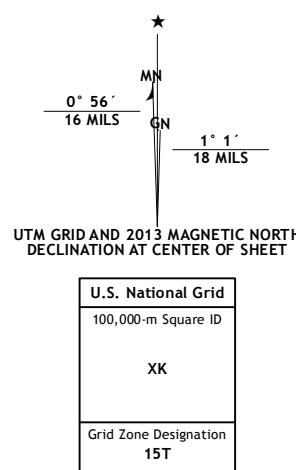 MN
0° 56´
16 MILS
GN
1° 1´
18 MILS
UTM GRID AND 2013 MAGNETIC NORTH
DECLINATION AT CENTER OF SHEET
U.S. National Grid
100,000-m Square ID
XK
Grid Zone Designation
15T